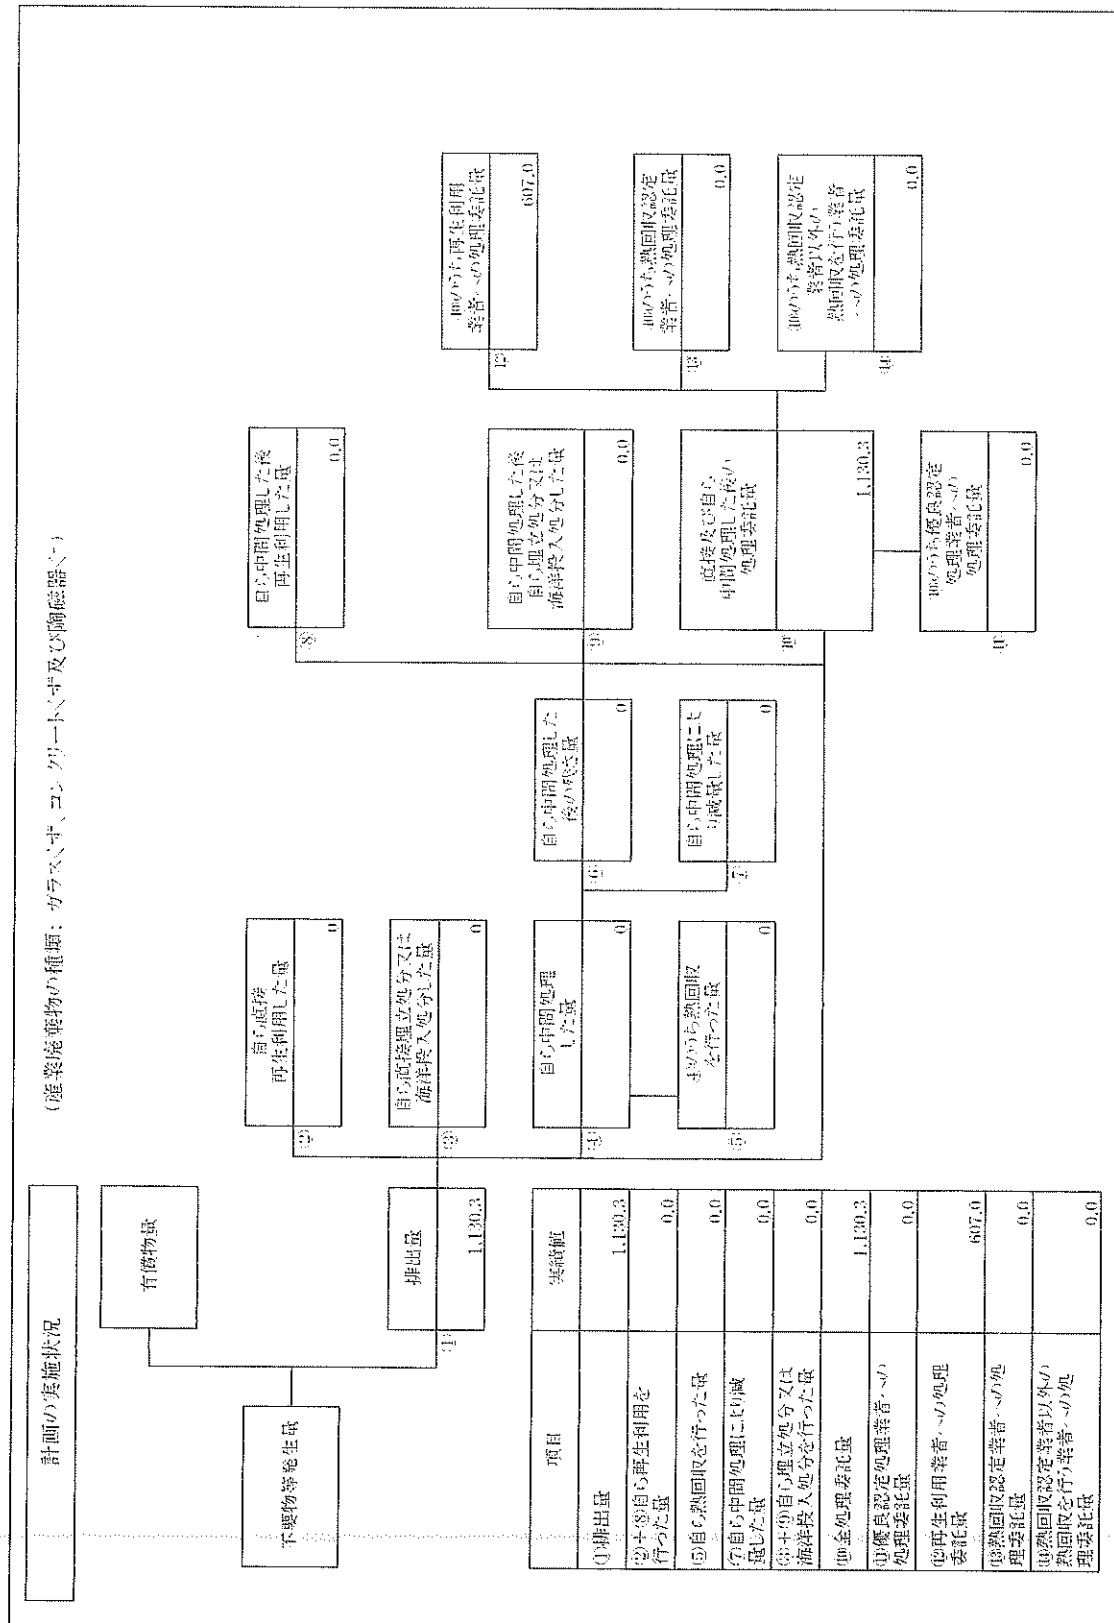 計画の実施状況
(産業廃棄物の種類: ガラスくず、コンクリートくず及び陶磁器くず)
不要物等発生量
有償物量
①
排出量
1,130.3
②
自ら直接
再生利用した量
0
③
自ら直接埋立処分又は
海洋投入処分した量
0
④
自ら中間処理
した量
0
⑤
④のうち熱回収
を行った量
0
⑥
自ら中間処理した
後の残さ量
0
⑦
自ら中間処理によ
り減量した量
0
⑧
自ら中間処理した後
再生利用した量
0.0
⑨
自ら中間処理した後
自ら埋立処分又は
海洋投入処分した量
0.0
⑩
直接及び自ら
中間処理した後の
処理委託量
1,130.3
⑪
⑩のうち優良認定
処理業者への
処理委託量
0.0
⑫
⑩のうち再生利用
業者への処理委託量
607.0
⑬
⑩のうち熱回収認定
業者への処理委託量
0.0
⑭
⑩のうち熱回収認定
業者以外の
熱回収を行う業者
への処理委託量
0.0
項目 実績値
①排出量 1,130.3
②+⑧自ら再生利用を
行った量 0.0
⑤自ら熱回収を行った量 0.0
⑦自ら中間処理により減
量した量 0.0
③+⑨自ら埋立処分又は
海洋投入処分を行った量 0.0
⑩全処理委託量 1,130.3
⑪優良認定処理業者への
処理委託量 0.0
⑫再生利用業者への処理
委託量 607.0
⑬熱回収認定業者への処
理委託量 0.0
⑭熱回収認定業者以外の
熱回収を行う業者への処
理委託量 0.0